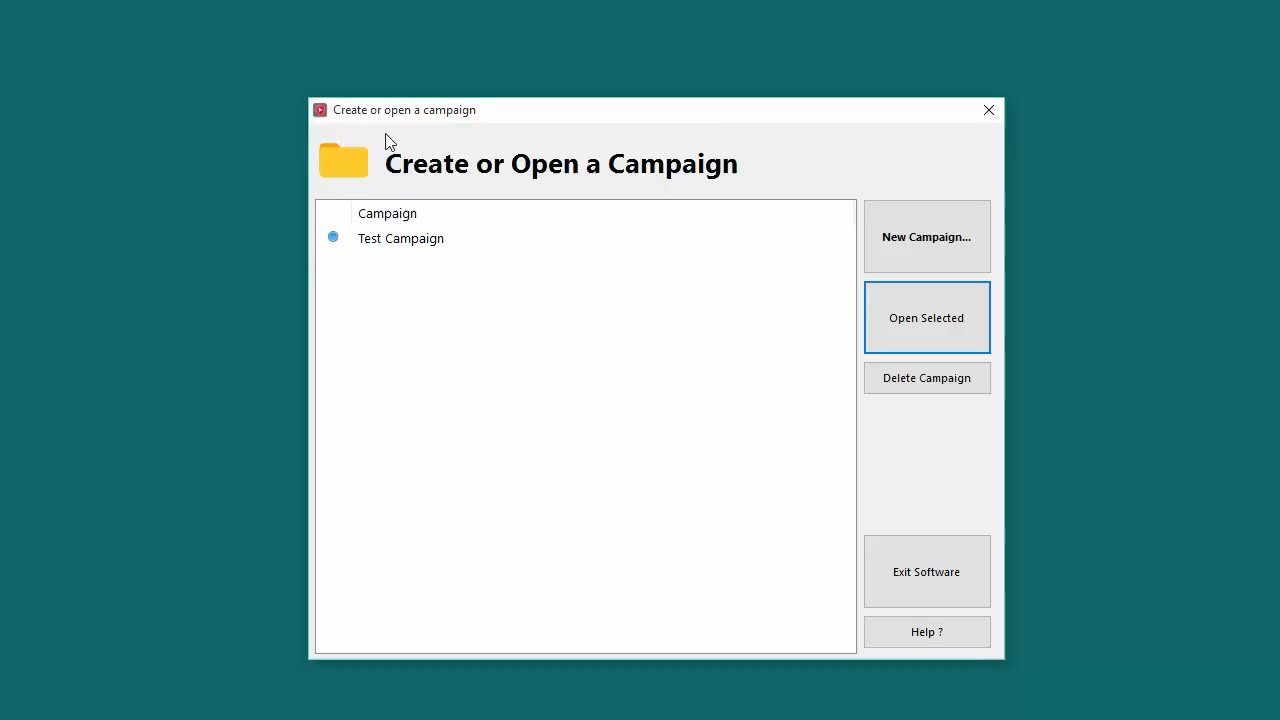 Create or open a campaign
Create or Open a Campaign
Campaign
Test Campaign
New Campaign...
Open Selected
Delete Campaign
Exit Software
Help ?